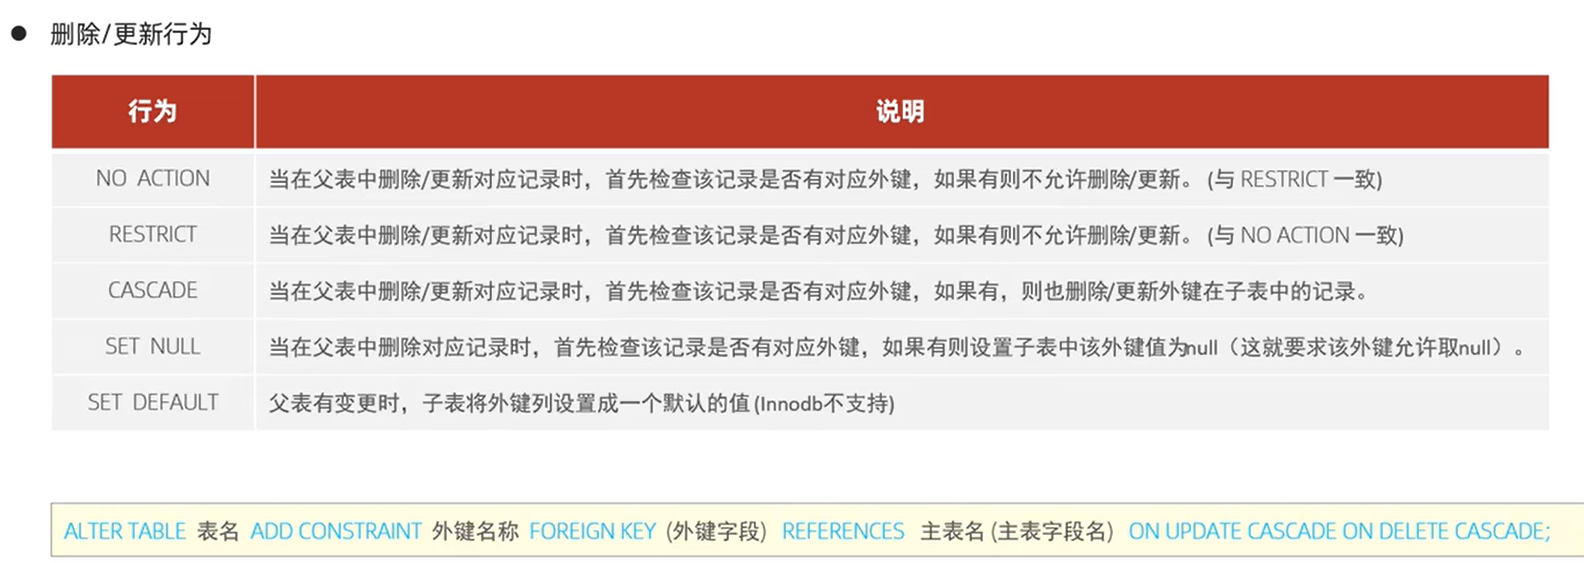 ● 删除/更新行为
行为 说明
NO ACTION 当在父表中删除/更新对应记录时，首先检查该记录是否有对应外键，如果有则不允许删除/更新。 (与 RESTRICT 一致)
RESTRICT 当在父表中删除/更新对应记录时，首先检查该记录是否有对应外键，如果有则不允许删除/更新。 (与 NO ACTION 一致)
CASCADE 当在父表中删除/更新对应记录时，首先检查该记录是否有对应外键，如果有，则也删除/更新外键在子表中的记录。
SET NULL 当在父表中删除对应记录时，首先检查该记录是否有对应外键，如果有则设置子表中该外键值为null（这就要求该外键允许取null）。
SET DEFAULT 父表有变更时，子表将外键列设置成一个默认的值 (Innodb不支持)
ALTER TABLE 表名 ADD CONSTRAINT 外键名称 FOREIGN KEY (外键字段) REFERENCES 主表名 (主表字段名) ON UPDATE CASCADE ON DELETE CASCADE;